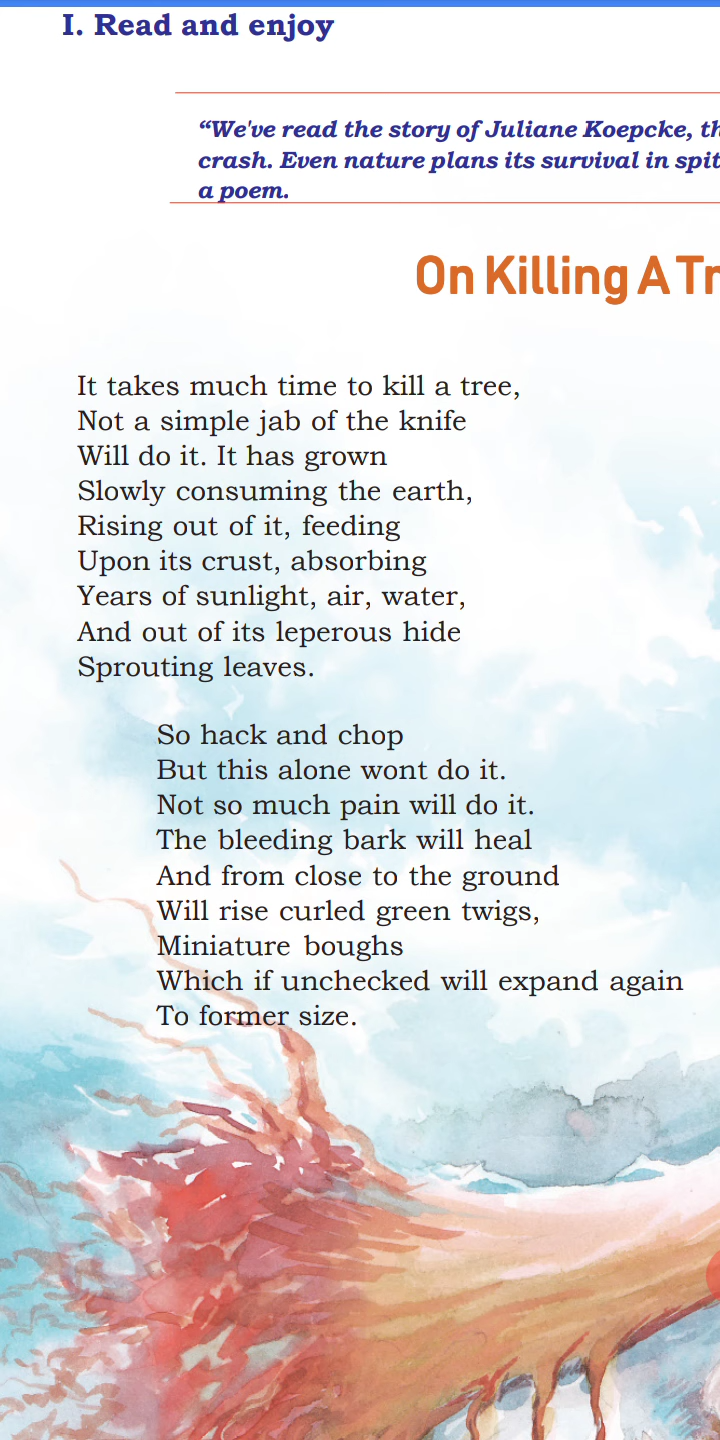 I. Read and enjoy
“We've read the story of Juliane Koepcke, th
crash. Even nature plans its survival in spit
a poem.
On Killing A Tr
It takes much time to kill a tree,
Not a simple jab of the knife
Will do it. It has grown
Slowly consuming the earth,
Rising out of it, feeding
Upon its crust, absorbing
Years of sunlight, air, water,
And out of its leperous hide
Sprouting leaves.
So hack and chop
But this alone wont do it.
Not so much pain will do it.
The bleeding bark will heal
And from close to the ground
Will rise curled green twigs,
Miniature boughs
Which if unchecked will expand again
To former size.